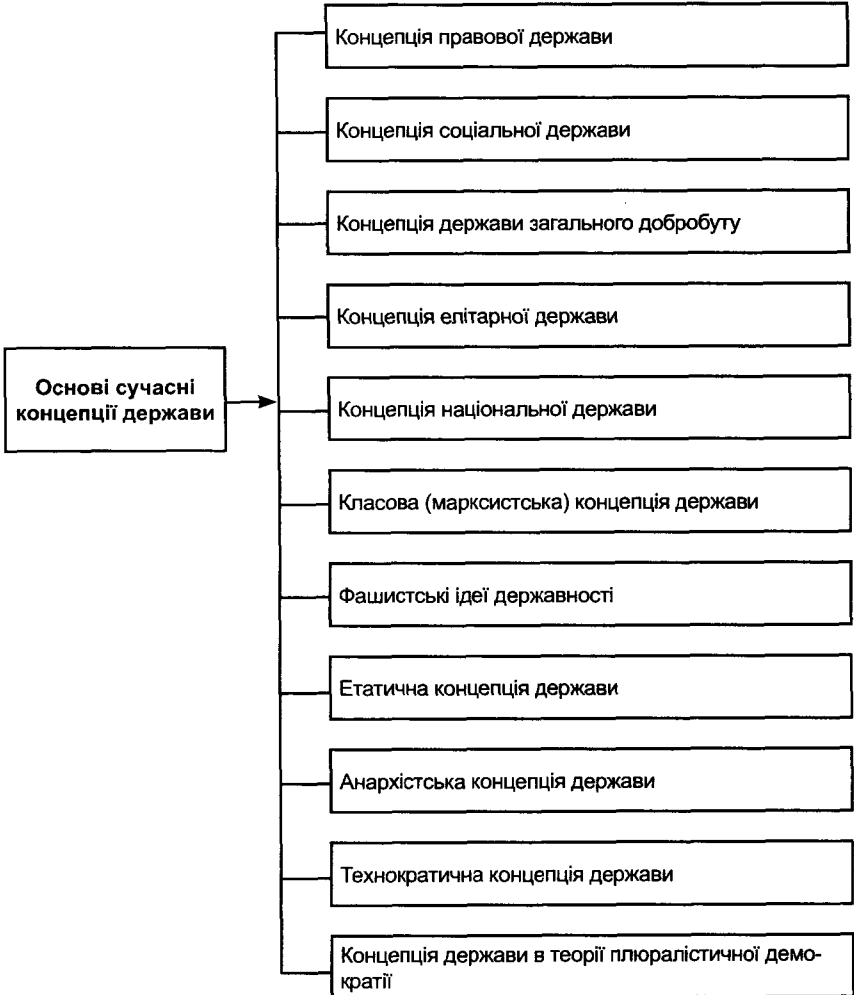 Концепція правової держави
Концепція соціальної держави
Концепція держави загального добробуту
Концепція елітарної держави
Основі сучасні
концепції держави
Концепція національної держави
Класова (марксистська) концепція держави
Фашистські ідеї державності
Етатична концепція держави
Анархістська концепція держави
Технократична концепція держави
Концепція держави в теорії плюралістичної демо-
кратії